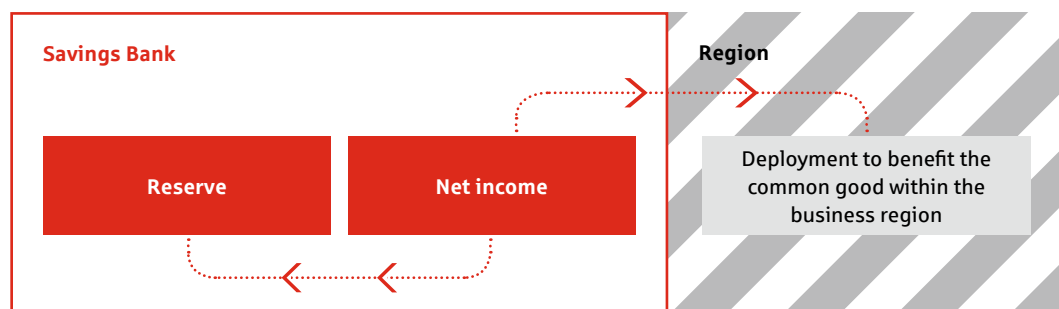 Savings Bank
Region
Reserve
Net income
Deployment to benefit the
common good within the
business region